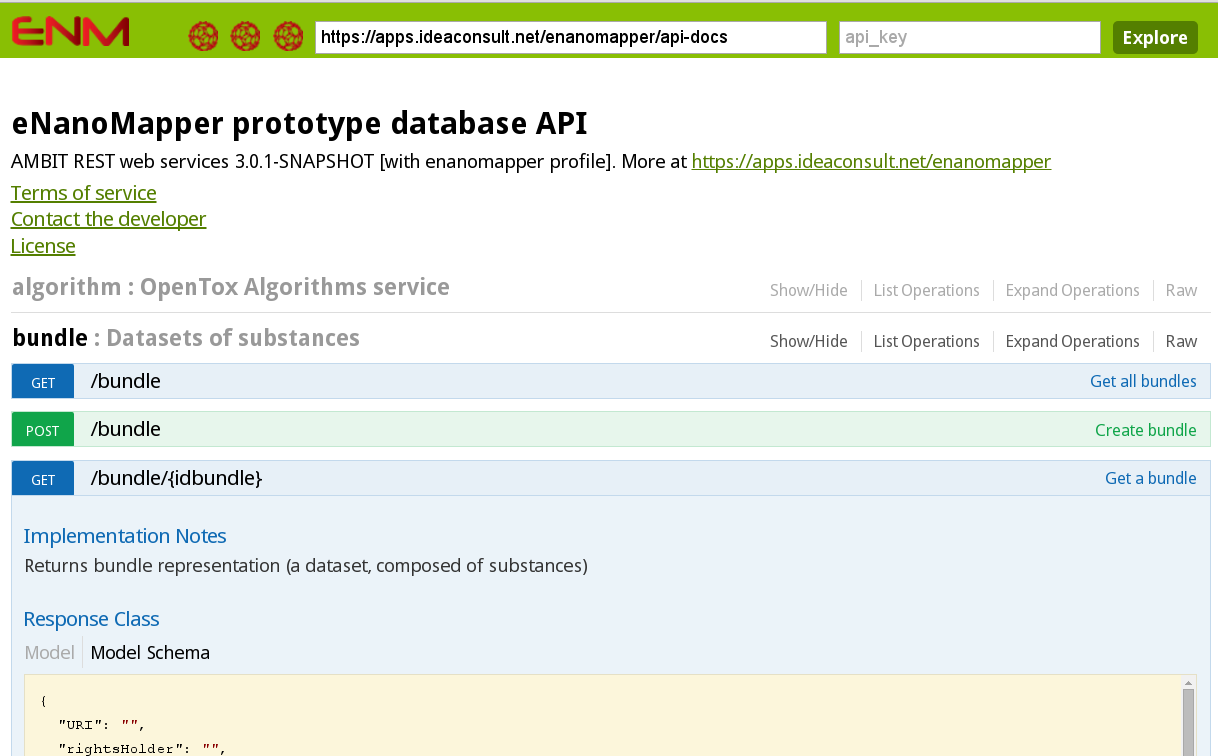 ENM https://apps.ideaconsult.net/enanomapper/api-docs api_key Explore
eNanoMapper prototype database API
AMBIT REST web services 3.0.1-SNAPSHOT [with enanomapper profile]. More at https://apps.ideaconsult.net/enanomapper
Terms of service
Contact the developer
License
algorithm : OpenTox Algorithms service Show/Hide List Operations Expand Operations Raw
bundle : Datasets of substances Show/Hide List Operations Expand Operations Raw
GET /bundle Get all bundles
POST /bundle Create bundle
GET /bundle/{idbundle} Get a bundle
Implementation Notes
Returns bundle representation (a dataset, composed of substances)
Response Class
Model Model Schema
{
"URI": "",
"rightsHolder": "",